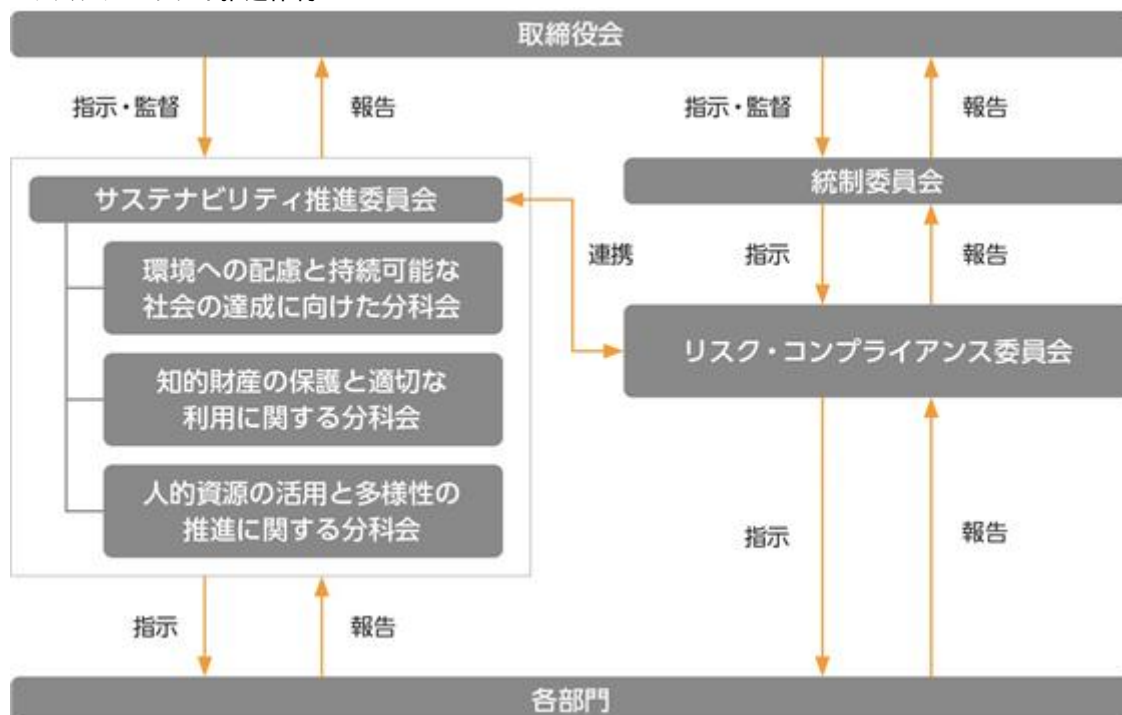 取締役会
指示・監督
報告
指示・監督
報告
サステナビリティ推進委員会
環境への配慮と持続可能な
社会の達成に向けた分科会
知的財産の保護と適切な
利用に関する分科会
人的資源の活用と多様性の
推進に関する分科会
連携
統制委員会
指示
報告
リスク・コンプライアンス委員会
指示
報告
指示
報告
各部門